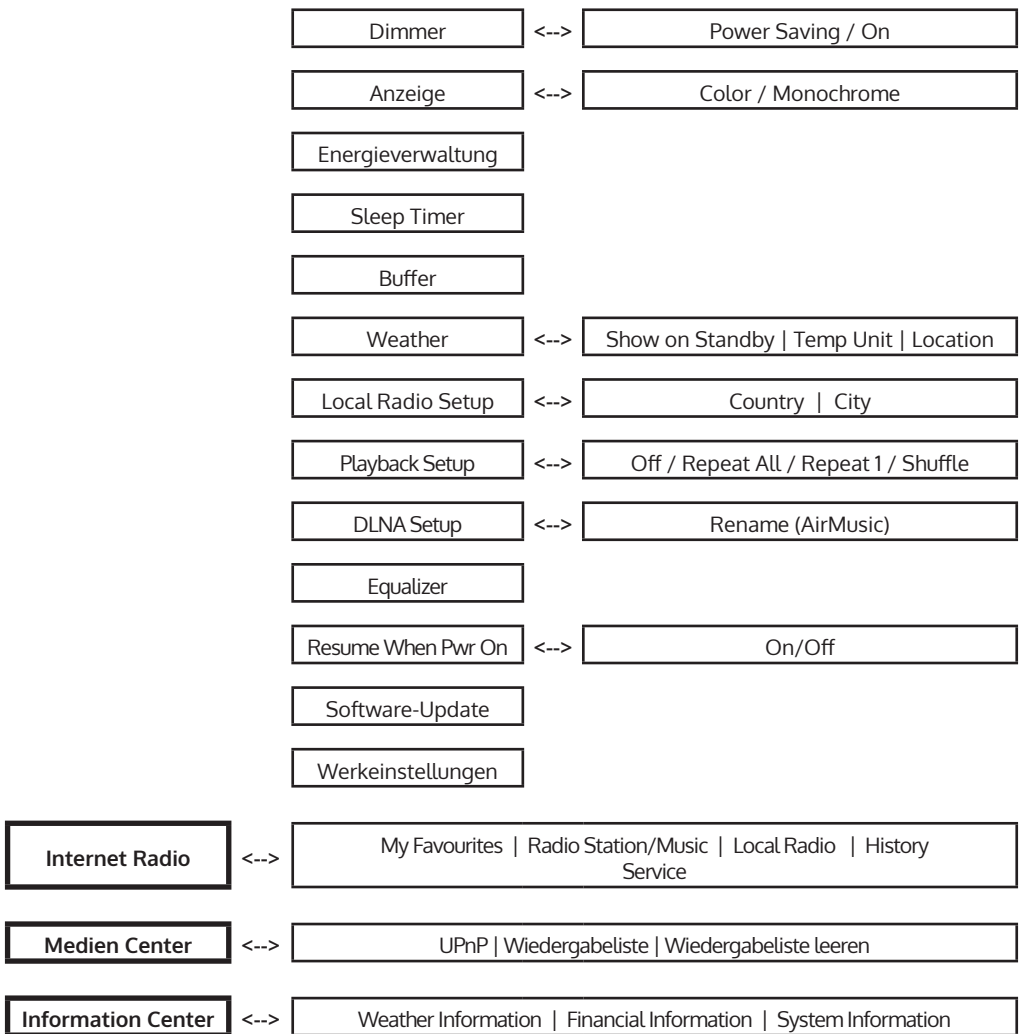 Dimmer <--> Power Saving / On
Anzeige <--> Color / Monochrome
Energieverwaltung
Sleep Timer
Buffer
Weather <--> Show on Standby | Temp Unit | Location
Local Radio Setup <--> Country | City
Playback Setup <--> Off / Repeat All / Repeat 1 / Shuffle
DLNA Setup <--> Rename (AirMusic)
Equalizer
Resume When Pwr On <--> On/Off
Software-Update
Werkeinstellungen
Internet Radio <--> My Favourites | Radio Station/Music | Local Radio | History
Service
Medien Center <--> UPnP | Wiedergabeliste | Wiedergabeliste leeren
Information Center <--> Weather Information | Financial Information | System Information